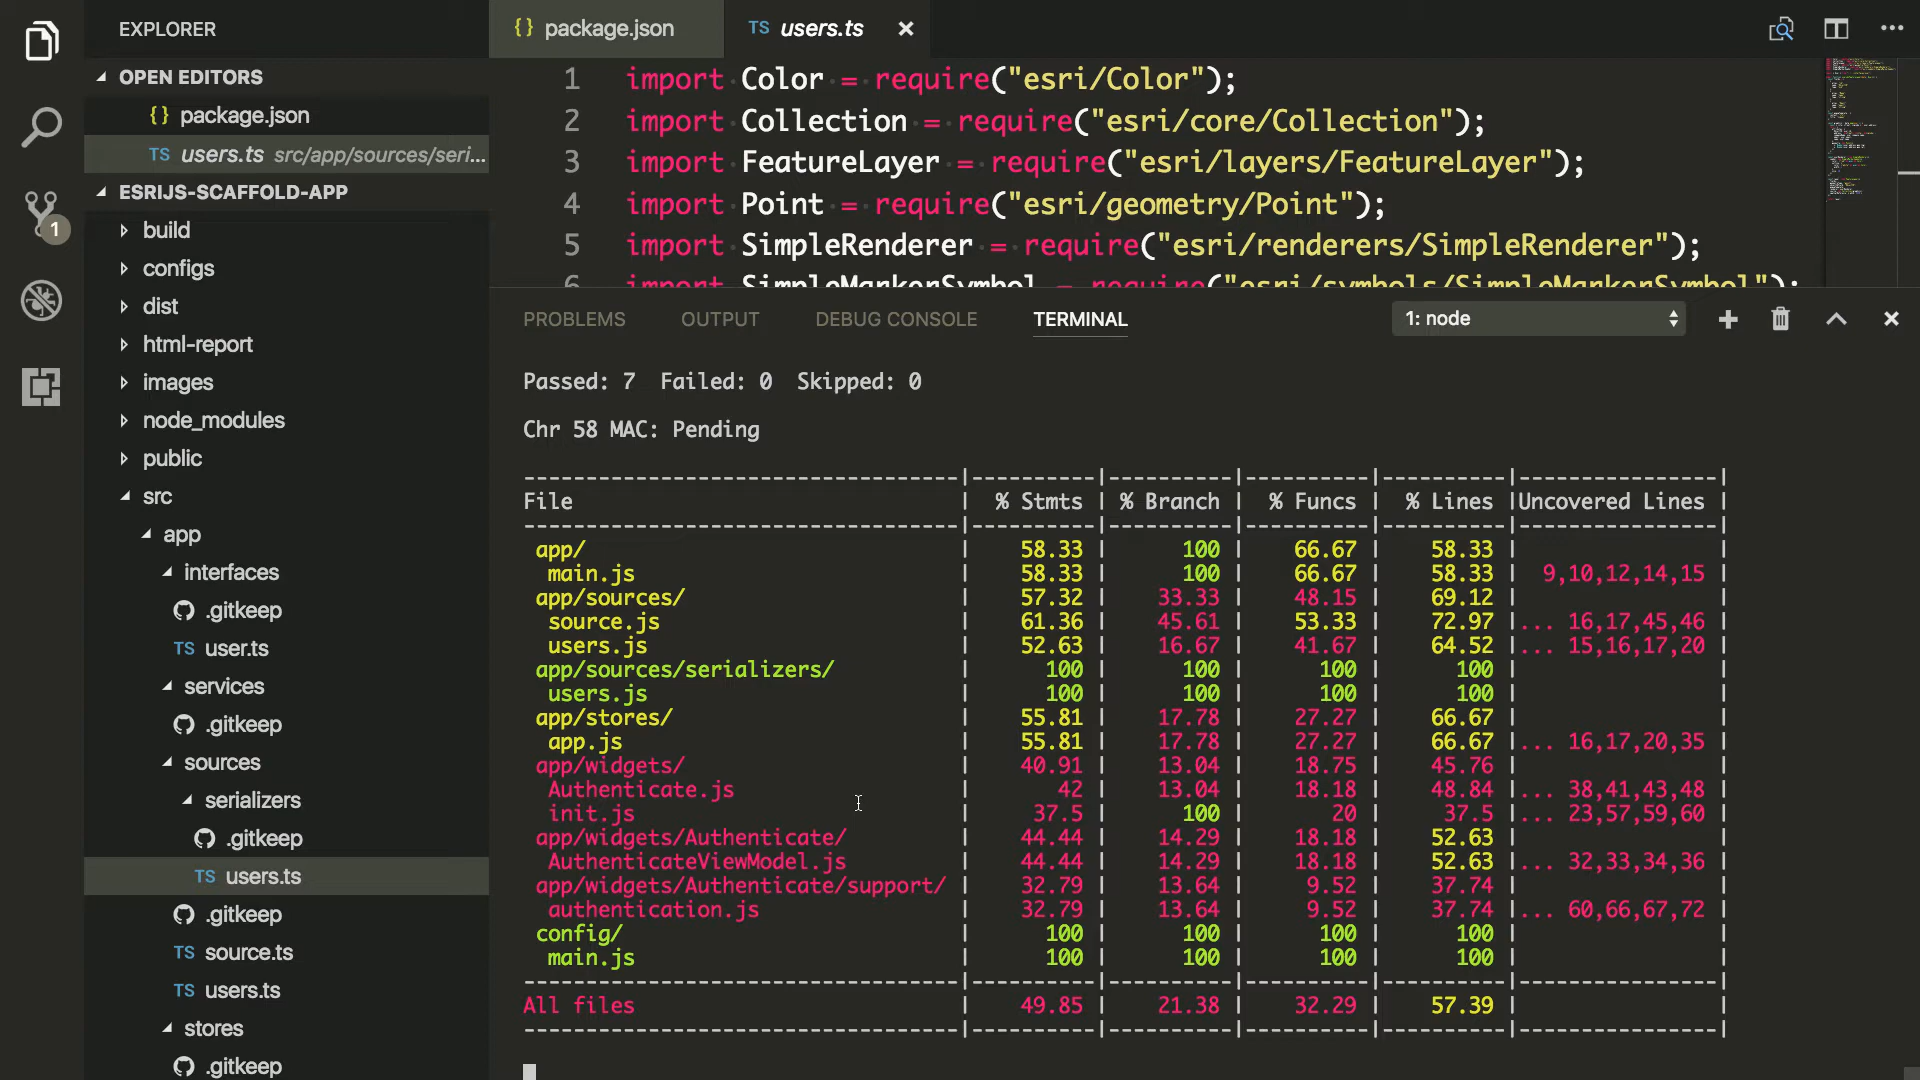 EXPLORER
OPEN EDITORS
{} package.json
TS users.ts src/app/sources/seri...
ESRIJS-SCAFFOLD-APP
1
build
configs
dist
html-report
images
node_modules
public
src
app
interfaces
.gitkeep
TS user.ts
services
.gitkeep
sources
serializers
.gitkeep
TS users.ts
.gitkeep
TS source.ts
TS users.ts
stores
.gitkeep
{} package.json
TS users.ts
1 import Color = require("esri/Color");
2 import Collection = require("esri/core/Collection");
3 import FeatureLayer = require("esri/layers/FeatureLayer");
4 import Point = require("esri/geometry/Point");
5 import SimpleRenderer = require("esri/renderers/SimpleRenderer");
6 import SimpleMarkerSymbol = require("esri/symbols/SimpleMarkerSymbol");
PROBLEMS OUTPUT DEBUG CONSOLE TERMINAL 1: node
Passed: 7 Failed: 0 Skipped: 0
Chr 58 MAC: Pending
File | % Stmts | % Branch | % Funcs | % Lines |Uncovered Lines |
app/ | 58.33 | 100 | 66.67 | 58.33 | |
main.js | 58.33 | 100 | 66.67 | 58.33 | 9,10,12,14,15 |
app/sources/ | 57.32 | 33.33 | 48.15 | 69.12 | |
source.js | 61.36 | 45.61 | 53.33 | 72.97 |... 16,17,45,46 |
users.js | 52.63 | 16.67 | 41.67 | 64.52 |... 15,16,17,20 |
app/sources/serializers/ | 100 | 100 | 100 | 100 | |
users.js | 100 | 100 | 100 | 100 | |
app/stores/ | 55.81 | 17.78 | 27.27 | 66.67 | |
app.js | 55.81 | 17.78 | 27.27 | 66.67 |... 16,17,20,35 |
app/widgets/ | 40.91 | 13.04 | 18.75 | 45.76 | |
Authenticate.js | 42 | 13.04 | 18.18 | 48.84 |... 38,41,43,48 |
init.js | 37.5 | 100 | 20 | 37.5 |... 23,57,59,60 |
app/widgets/Authenticate/ | 44.44 | 14.29 | 18.18 | 52.63 | |
AuthenticateViewModel.js | 44.44 | 14.29 | 18.18 | 52.63 |... 32,33,34,36 |
app/widgets/Authenticate/support/ | 32.79 | 13.64 | 9.52 | 37.74 | |
authentication.js | 32.79 | 13.64 | 9.52 | 37.74 |... 60,66,67,72 |
config/ | 100 | 100 | 100 | 100 | |
main.js | 100 | 100 | 100 | 100 | |
All files | 49.85 | 21.38 | 32.29 | 57.39 | |